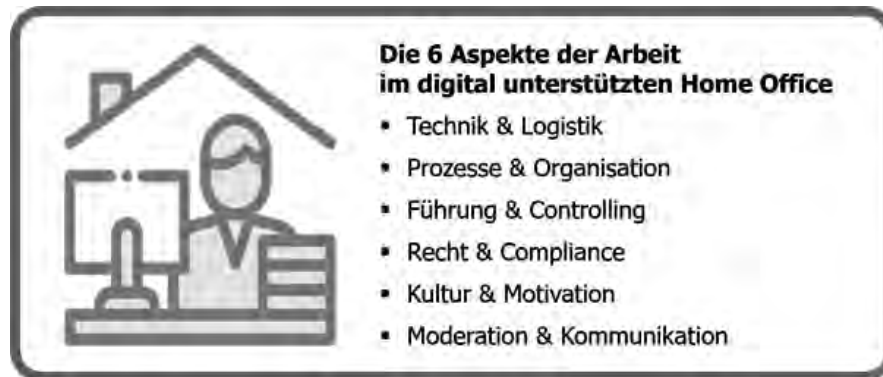 Die 6 Aspekte der Arbeit
im digital unterstützten Home Office
▪ Technik & Logistik
▪ Prozesse & Organisation
▪ Führung & Controlling
▪ Recht & Compliance
▪ Kultur & Motivation
▪ Moderation & Kommunikation